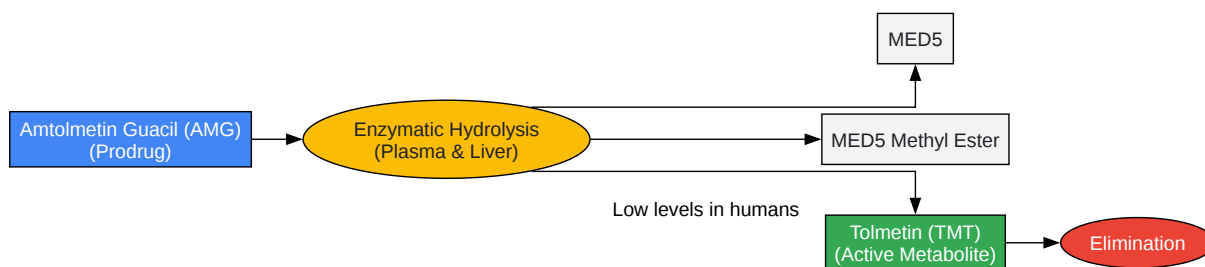 MED5
Amtolmetin Guacil (AMG)
(Prodrug)
Enzymatic Hydrolysis
(Plasma & Liver)
MED5 Methyl Ester
Low levels in humans
Tolmetin (TMT)
(Active Metabolite)
Elimination